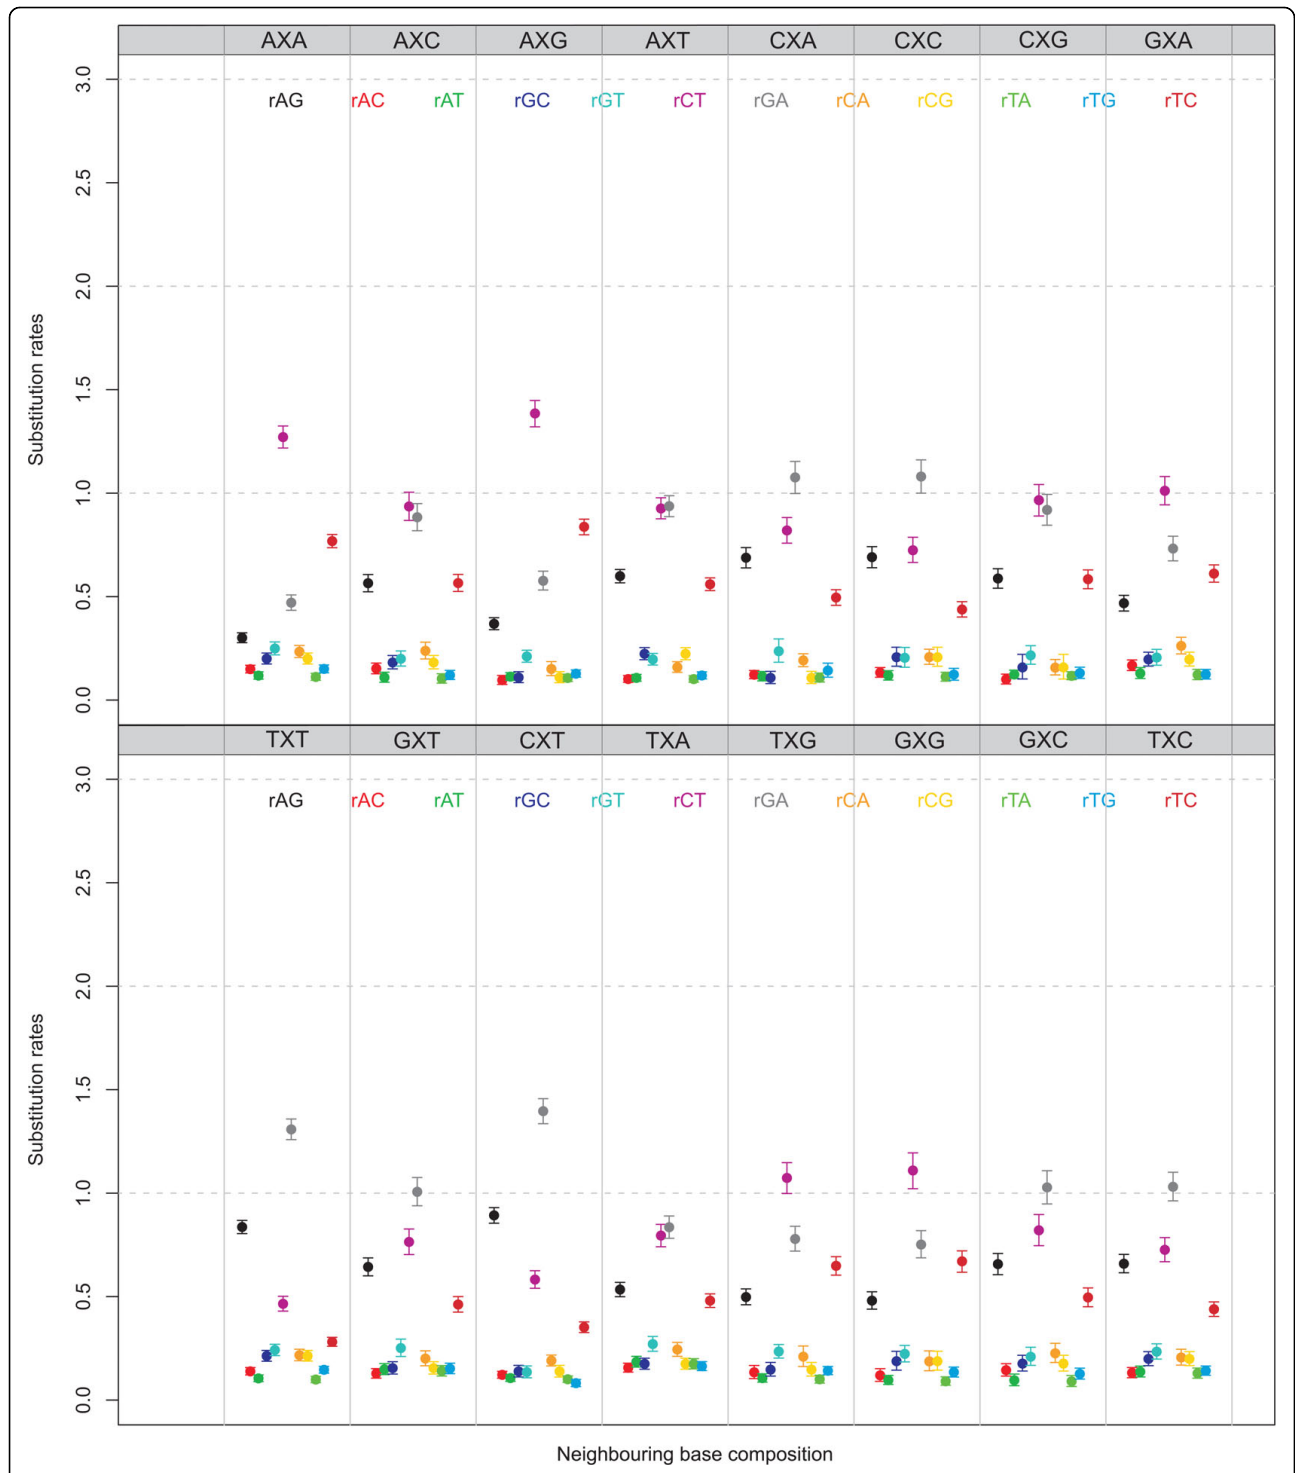 AXA AXC AXG AXT CXA CXC CXG GXA
3.0
rAG rAC rAT rGC rGT rCT rGA rCA rCG rTA rTG rTC
2.5
2.0
1.5
Substitution rates
1.0
0.5
0.0
TXT GXT CXT TXA TXG GXG GXC TXC
3.0
rAG rAC rAT rGC rGT rCT rGA rCA rCG rTA rTG rTC
2.5
2.0
1.5
Substitution rates
1.0
0.5
0.0
Neighbouring base composition